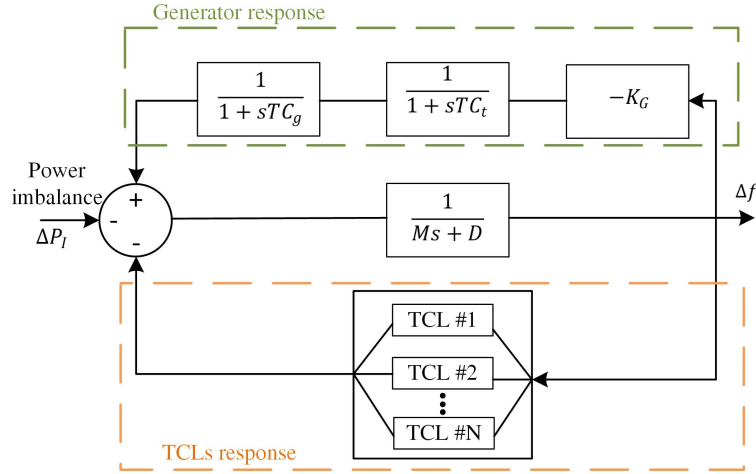 Generator response
1
1 + sTC_g
1
1 + sTC_t
−K_G
Power
imbalance
ΔP_I
+
-
-
1
Ms + D
Δf
TCL #1
TCL #2
TCL #N
TCLs response